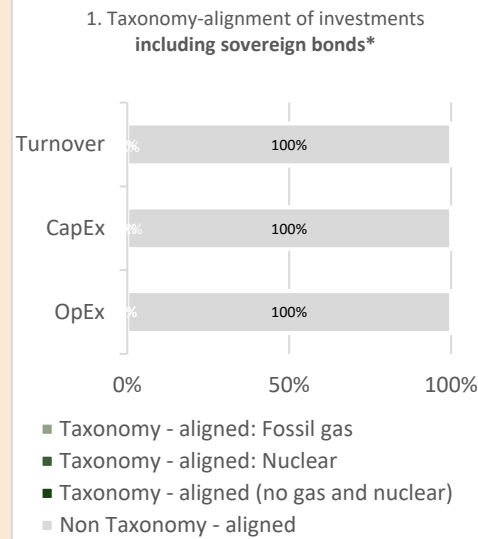 1. Taxonomy-alignment of investments
including sovereign bonds*
Turnover 100%
CapEx 100%
OpEx 100%
0% 50% 100%
Taxonomy - aligned: Fossil gas
Taxonomy - aligned: Nuclear
Taxonomy - aligned (no gas and nuclear)
Non Taxonomy - aligned